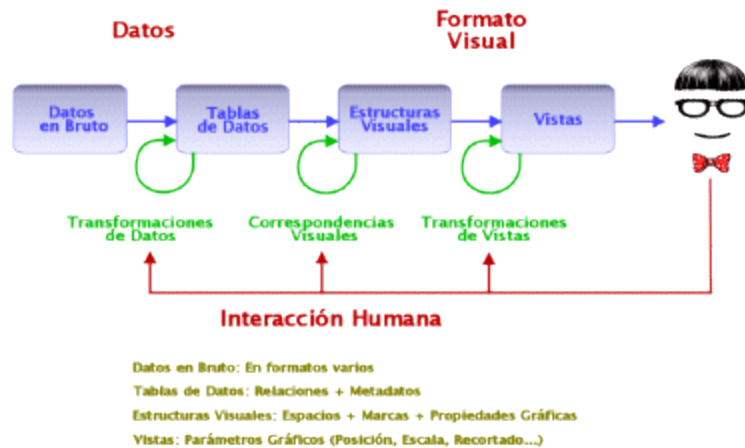 Datos
Formato
Visual
Datos
en Bruto
Tablas
de Datos
Estructuras
Visuales
Vistas
Transformaciones
de Datos
Correspondencias
Visuales
Transformaciones
de Vistas
Interacción Humana
Datos en Bruto: En formatos varios
Tablas de Datos: Relaciones + Metadatos
Estructuras Visuales: Espacios + Marcas + Propiedades Gráficas
Vistas: Parámetros Gráficos (Posición, Escala, Recortado...)